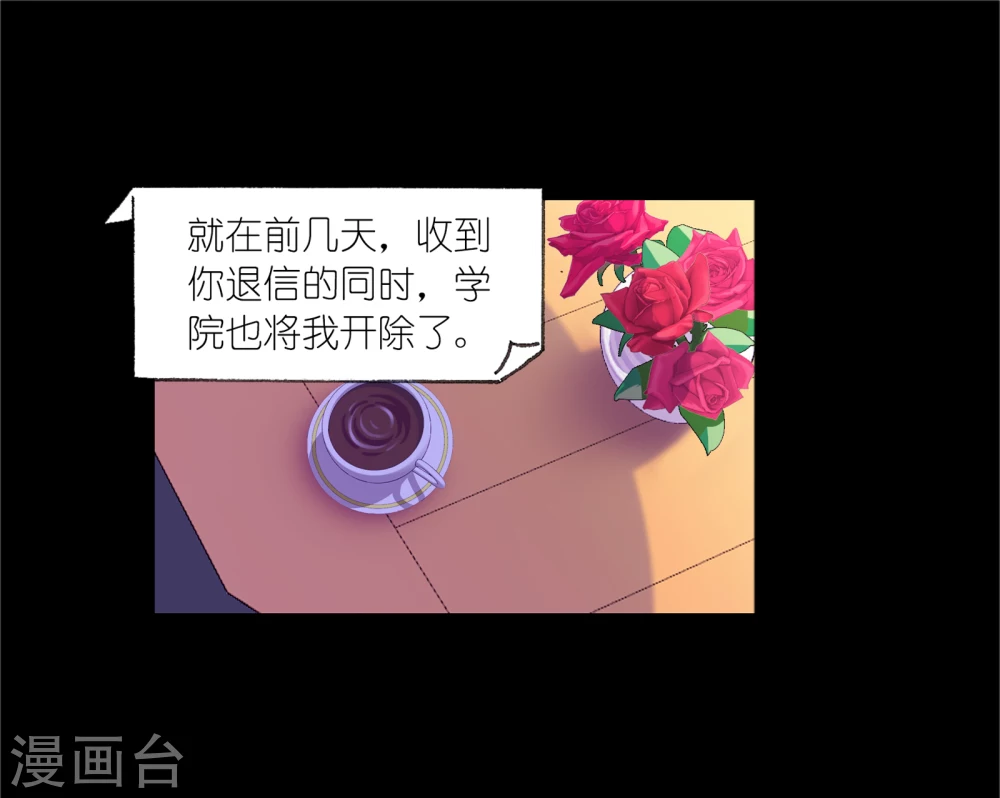 就在前几天，收到
你退信的同时，学
院也将我开除了。
漫画台